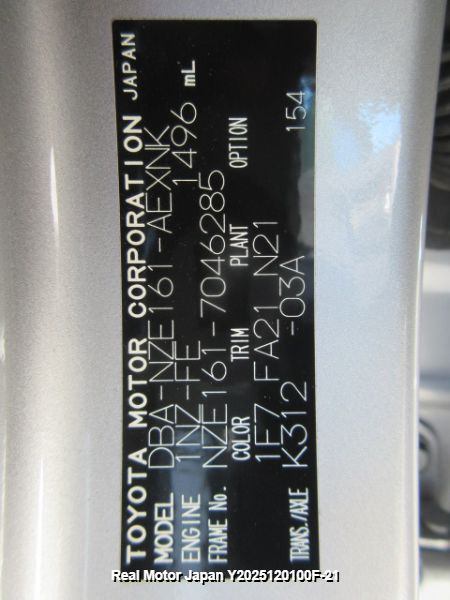 TOYOTA MOTOR CORPORATION JAPAN
MODEL DBA-NZE161-AEXNK
ENGINE 1NZ-FE 1496 mL
FRAME No. NZE161-7046285
COLOR TRIM PLANT OPTION
1F7 FA21 N21
TRANS./AXLE K312 -03A 154
Real Motor Japan Y2025120100F-21